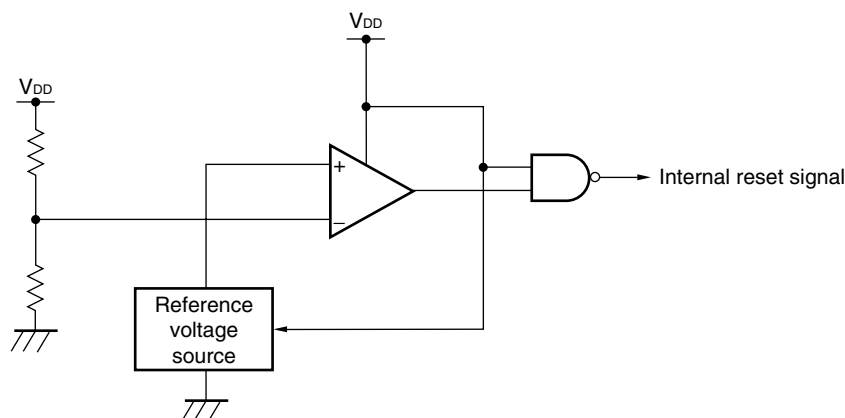 VDD
VDD
+
−
Internal reset signal
Reference
voltage
source